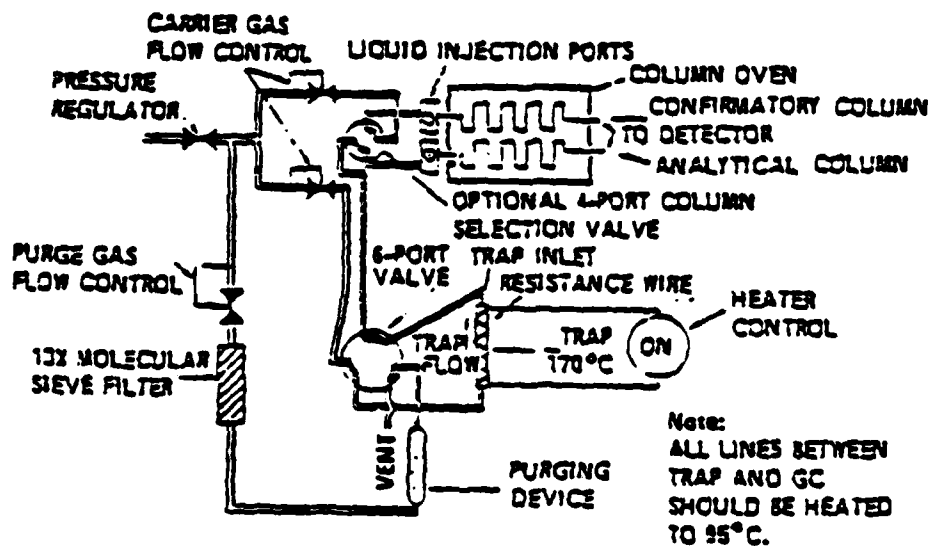 CARRIER GAS
FLOW CONTROL
LIQUID INJECTION PORTS
PRESSURE
REGULATOR
COLUMN OVEN
CONFIRMATORY COLUMN
TO DETECTOR
ANALYTICAL COLUMN
OPTIONAL 4-PORT COLUMN
SELECTION VALVE
PURGE GAS
FLOW CONTROL
6-PORT
VALVE
TRAP INLET
RESISTANCE WIRE
HEATER
CONTROL
TRAP
FLOW
TRAP
170°C
ON
13X MOLECULAR
SIEVE FILTER
VENT
PURGING
DEVICE
Note:
ALL LINES BETWEEN
TRAP AND GC
SHOULD BE HEATED
TO 95°C.